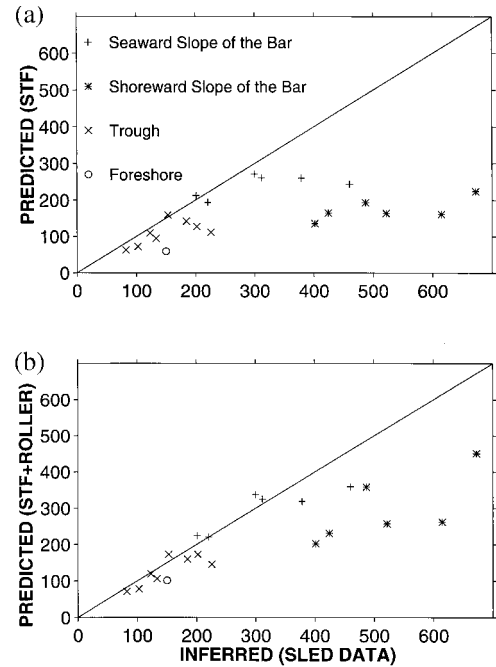 (a)
PREDICTED (STF)
600
500
400
300
200
100
0
+ Seaward Slope of the Bar
* Shoreward Slope of the Bar
× Trough
○ Foreshore
0 100 200 300 400 500 600
(b)
PREDICTED (STF+ROLLER)
600
500
400
300
200
100
0
0 100 200 300 400 500 600
INFERRED (SLED DATA)